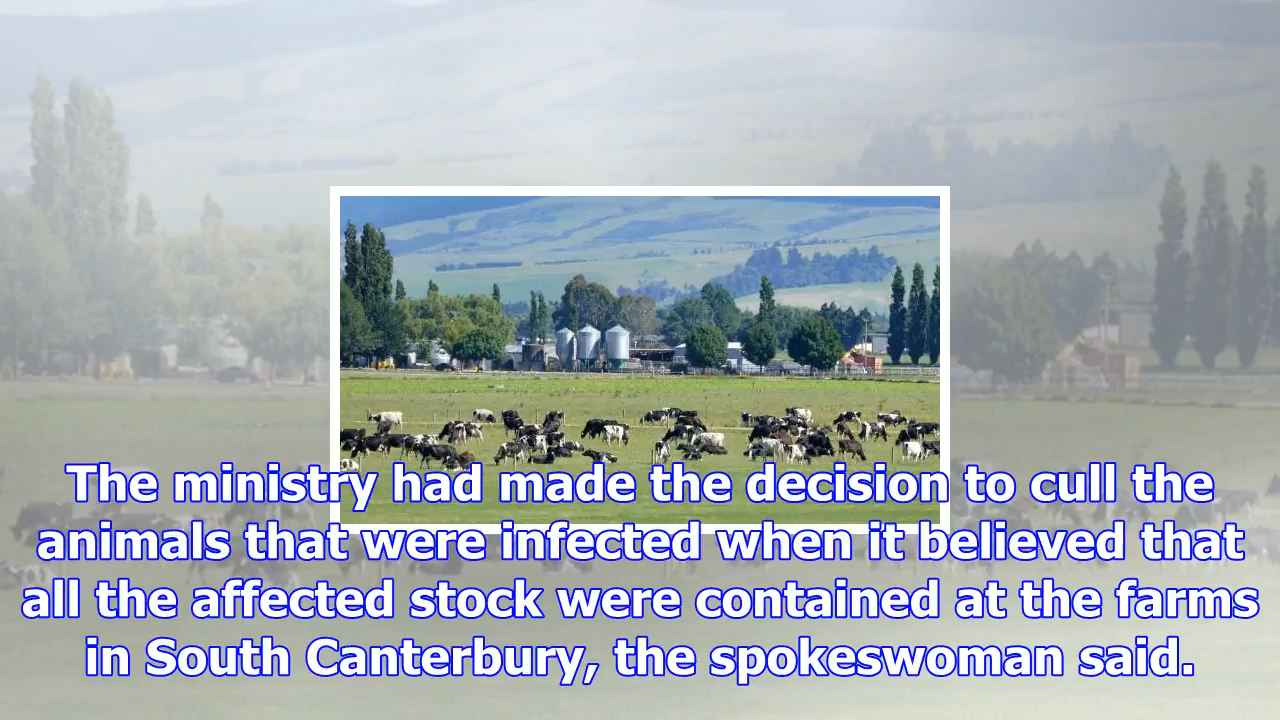 The ministry had made the decision to cull the
animals that were infected when it believed that
all the affected stock were contained at the farms
in South Canterbury, the spokeswoman said.